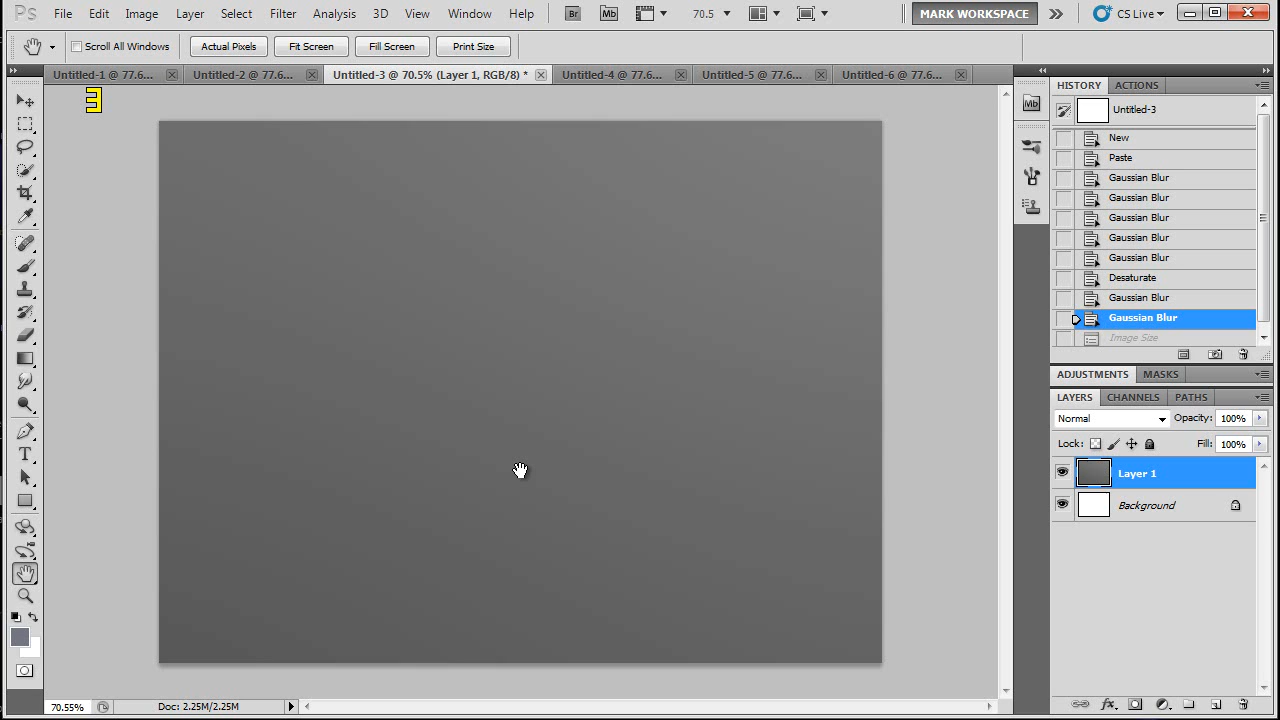 Ps File Edit Image Layer Select Filter Analysis 3D View Window Help Br Mb 70.5 MARK WORKSPACE CS Live
Scroll All Windows Actual Pixels Fit Screen Fill Screen Print Size
Untitled-1 @ 77.6... Untitled-2 @ 77.6... Untitled-3 @ 70.5% (Layer 1, RGB/8) * Untitled-4 @ 77.6... Untitled-5 @ 77.6... Untitled-6 @ 77.6...
HISTORY ACTIONS
Mb
Untitled-3
New
Paste
Gaussian Blur
Gaussian Blur
Gaussian Blur
Gaussian Blur
Gaussian Blur
Desaturate
Gaussian Blur
Gaussian Blur
Image Size
ADJUSTMENTS MASKS
LAYERS CHANNELS PATHS
Normal Opacity: 100%
Lock: Fill: 100%
Layer 1
Background
70.55% Doc: 2.25M/2.25M